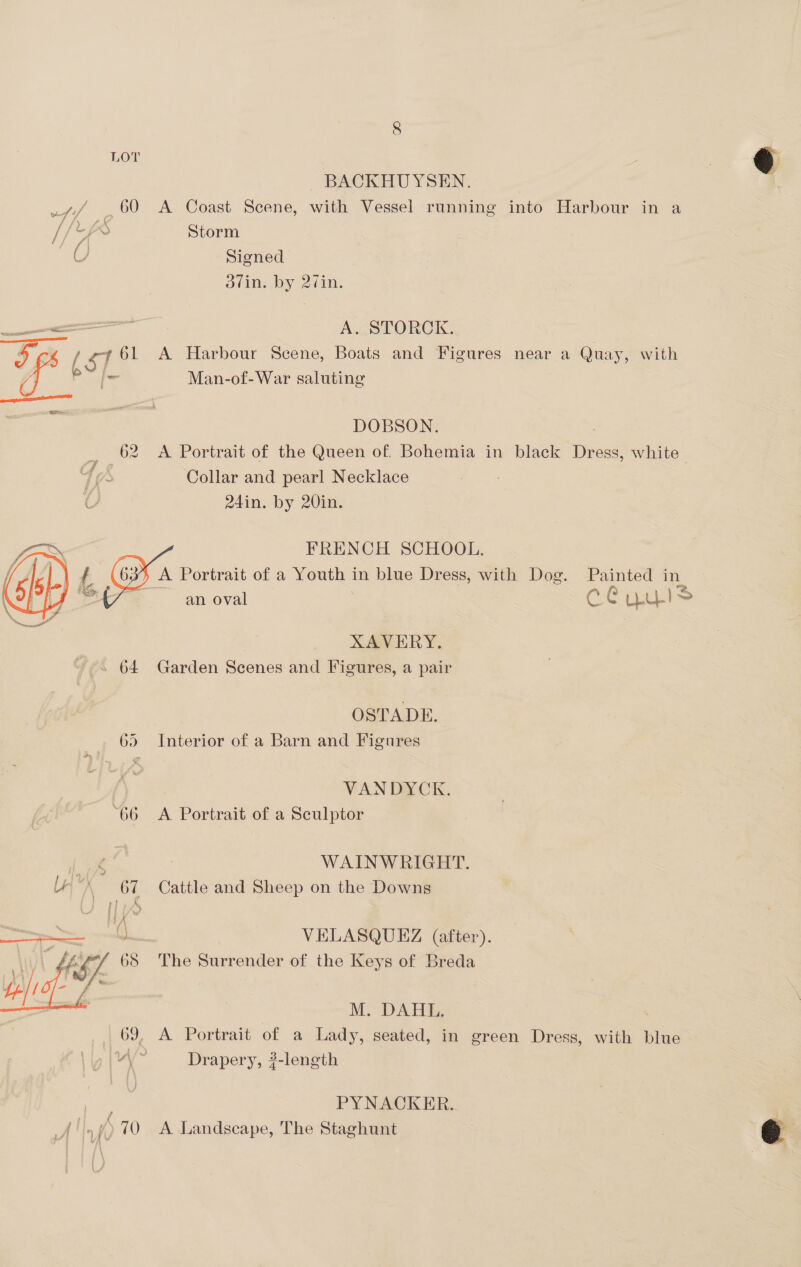 8
LOT
BACKHUYSEN.
60 A Coast Scene, with Vessel running into Harbour in a
Storm
Signed
37in. by 27in.
A. STORCK.
61 A Harbour Scene, Boats and Figures near a Quay, with
Man-of-War saluting
DOBSON.
62 A Portrait of the Queen of Bohemia in black Dress, white
Collar and pearl Necklace
24in. by 20in.
FRENCH SCHOOL.
63 A Portrait of a Youth in blue Dress, with Dog. Painted in
an oval
XAVERY.
64 Garden Scenes and Figures, a pair
OSTADE.
65 Interior of a Barn and Figures
VANDYCK.
66 A Portrait of a Sculptor
WAINWRIGHT.
67 Cattle and Sheep on the Downs
VELASQUEZ (after).
68 The Surrender of the Keys of Breda
M. DAHL.
69 A Portrait of a Lady, seated, in green Dress, with blue
Drapery, ¾-length
PYNACKER.
70 A Landscape, The Staghunt